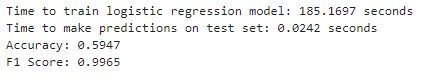 Time to train logistic regression model: 185.1697 seconds
Time to make predictions on test set: 0.0242 seconds
Accuracy: 0.5947
F1 Score: 0.9965